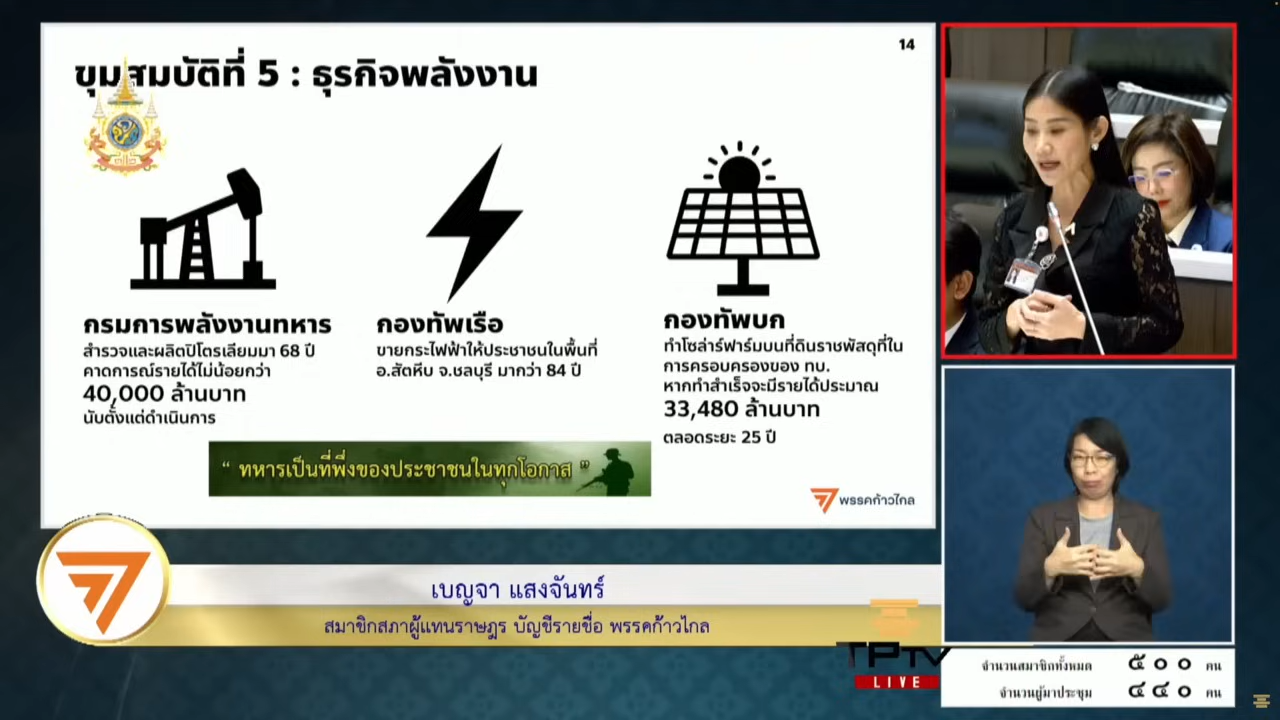 14
ขุมสมบัติที่ 5 : ธุรกิจพลังงาน
กรมการพลังงานทหาร
สำรวจและผลิตปิโตรเลียมมา 68 ปี
คาดการณ์รายได้ไม่น้อยกว่า
40,000 ล้านบาท
นับตั้งแต่ดำเนินการ
กองทัพเรือ
ขายกระไฟฟ้าให้ประชาชนในพื้นที่
อ.สัตหีบ จ.ชลบุรี มากว่า 84 ปี
กองทัพบก
ทำโซล่าร์ฟาร์มบนที่ดินราชพัสดุที่ใน
การครอบครองของ ทบ.
หากทำสำเร็จจะมีรายได้ประมาณ
33,480 ล้านบาท
ตลอดระยะ 25 ปี
“ ทหารเป็นที่พึ่งของประชาชนในทุกโอกาส ”
พรรคก้าวไกล
เบญจา แสงจันทร์
สมาชิกสภาผู้แทนราษฎร บัญชีรายชื่อ พรรคก้าวไกล
TPTV
LIVE
จำนวนสมาชิกทั้งหมด ๕๐๐ คน
จำนวนผู้มาประชุม ๔๔๐ คน